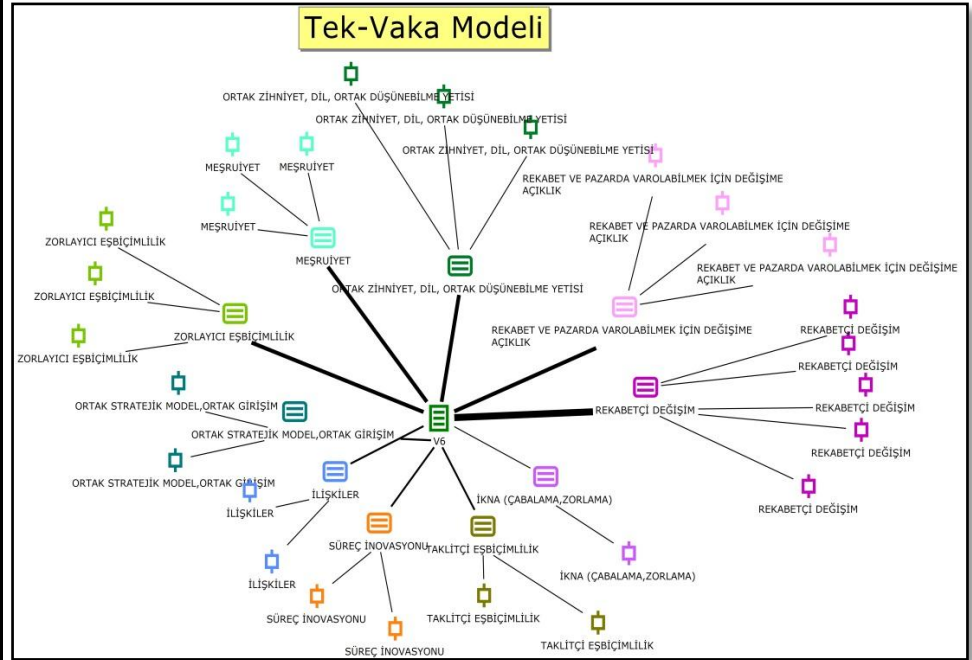 Tek-Vaka Modeli
ORTAK ZİHNİYET, DİL, ORTAK DÜŞÜNEBİLME YETİSİ
ORTAK ZİHNİYET, DİL, ORTAK DÜŞÜNEBİLME YETİSİ
ORTAK ZİHNİYET, DİL, ORTAK DÜŞÜNEBİLME YETİSİ
MEŞRUİYET
MEŞRUİYET
REKABET VE PAZARDA VAROLABİLMEK İÇİN DEĞİŞİME
AÇIKLIK
MEŞRUİYET
REKABET VE PAZARDA VAROLABİLMEK İÇİN DEĞİŞİME
AÇIKLIK
ZORLAYICI EŞBİÇİMLİLİK
MEŞRUİYET
REKABET VE PAZARDA VAROLABİLMEK İÇİN DEĞİŞİME
AÇIKLIK
ZORLAYICI EŞBİÇİMLİLİK
ORTAK ZİHNİYET, DİL, ORTAK DÜŞÜNEBİLME YETİSİ
ZORLAYICI EŞBİÇİMLİLİK
REKABET VE PAZARDA VAROLABİLMEK İÇİN DEĞİŞİME
AÇIKLIK
REKABETÇİ DEĞİŞİM
ZORLAYICI EŞBİÇİMLİLİK
REKABETÇİ DEĞİŞİM
ORTAK STRATEJİK MODEL,ORTAK GİRİŞİM
REKABETÇİ DEĞİŞİM
REKABETÇİ DEĞİŞİM
ORTAK STRATEJİK MODEL,ORTAK GİRİŞİM
V6
REKABETÇİ DEĞİŞİM
ORTAK STRATEJİK MODEL,ORTAK GİRİŞİM
İLİŞKİLER
İKNA (ÇABALAMA,ZORLAMA)
REKABETÇİ DEĞİŞİM
İLİŞKİLER
SÜREÇ İNOVASYONU
TAKLİTÇİ EŞBİÇİMLİLİK
İLİŞKİLER
İKNA (ÇABALAMA,ZORLAMA)
SÜREÇ İNOVASYONU
TAKLİTÇİ EŞBİÇİMLİLİK
SÜREÇ İNOVASYONU
TAKLİTÇİ EŞBİÇİMLİLİK